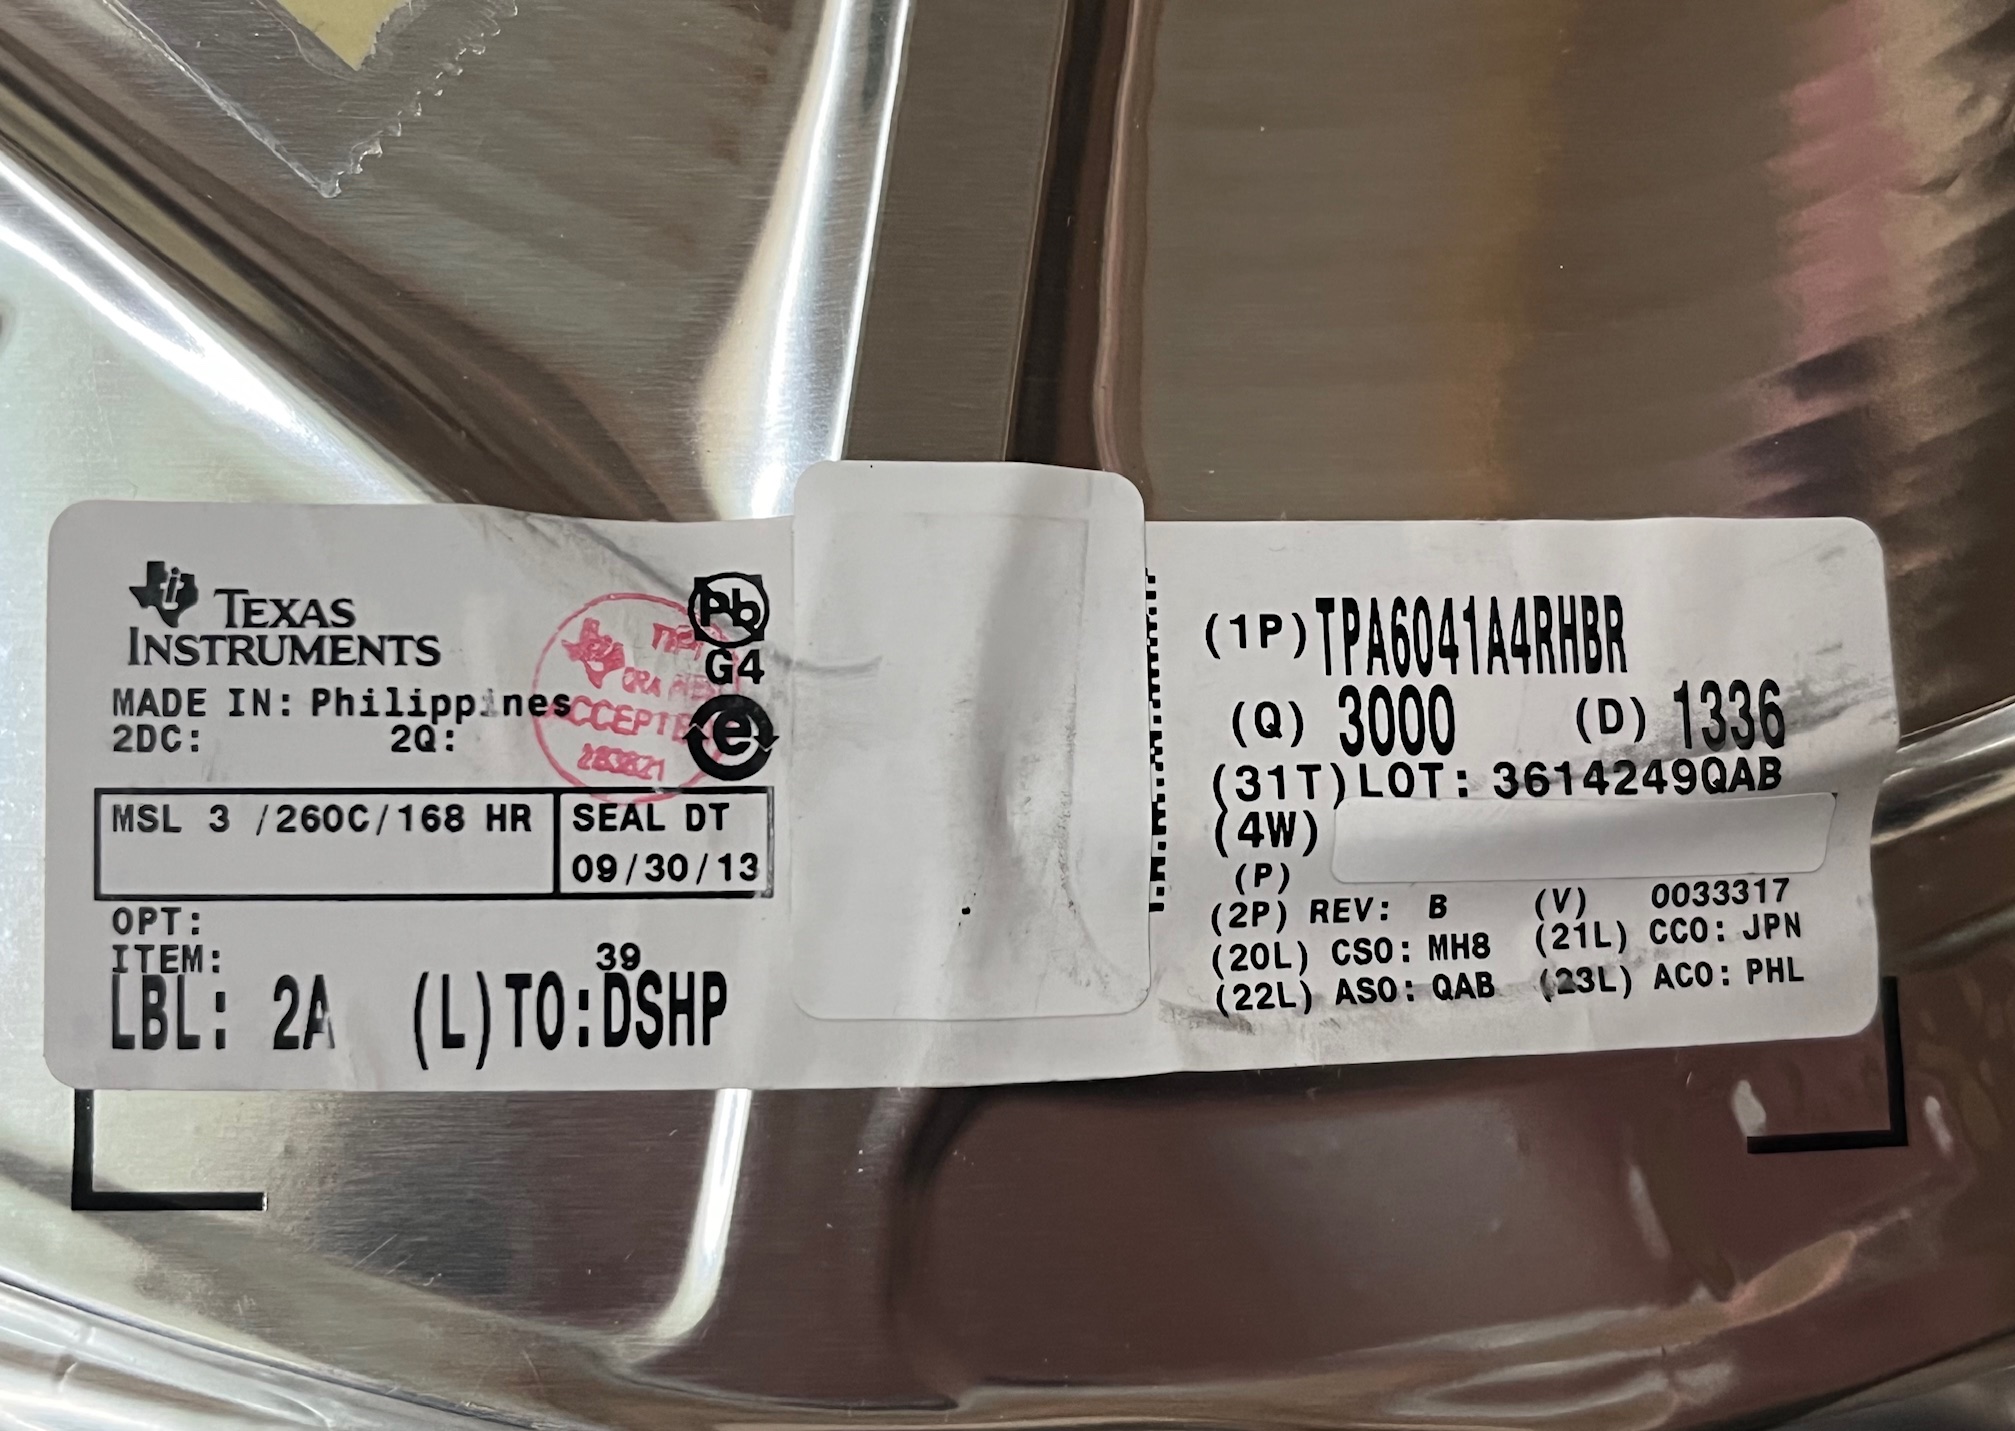 TEXAS
INSTRUMENTS
MADE IN: Philippines
2DC: 2Q:
Pb
G4
e
ACCEPTED
MSL 3 /260C/168 HR
SEAL DT
09/30/13
OPT:
ITEM:
39
LBL: 2A (L)TO:DSHP
(1P)TPA6041A4RHBR
(Q) 3000 (D) 1336
(31T)LOT: 3614249QAB
(4W)
(P)
(2P) REV: B (V) 0033317
(20L) CSO: MH8 (21L) CCO: JPN
(22L) ASO: QAB (23L) ACO: PHL